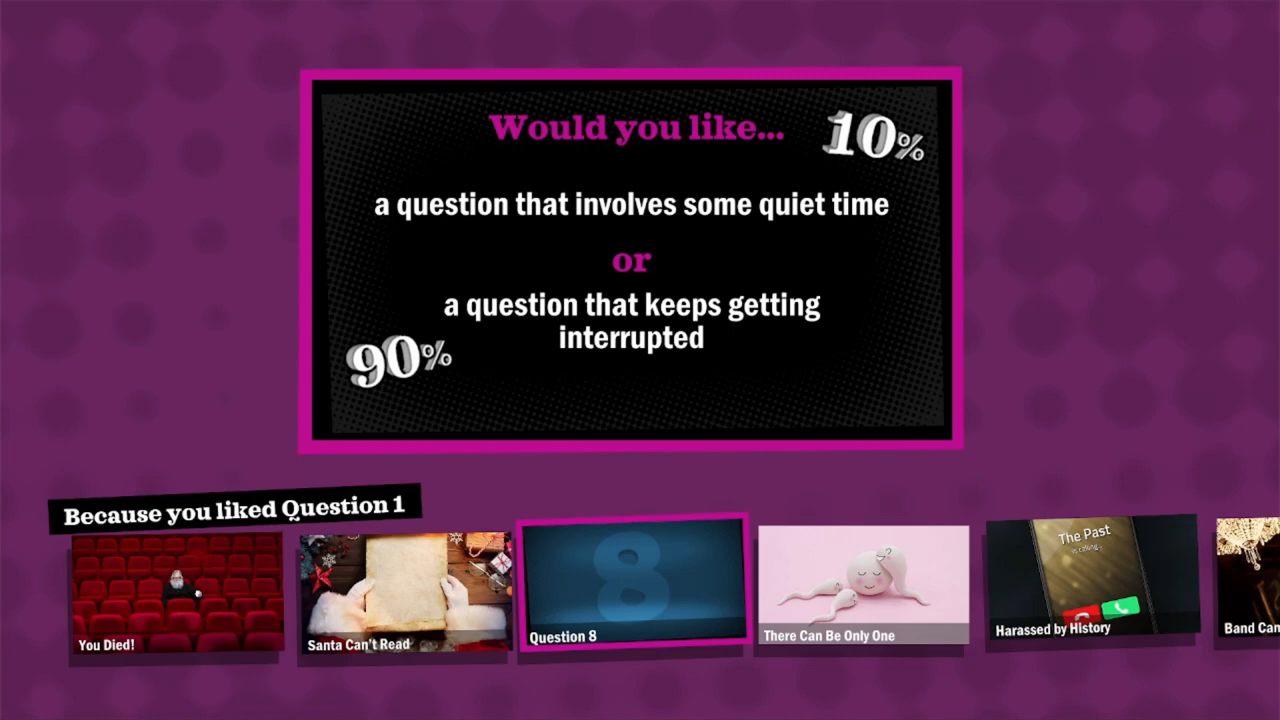 Would you like...
10%
a question that involves some quiet time
or
a question that keeps getting
interrupted
90%
Because you liked Question 1
You Died!
Santa Can't Read
8
Question 8
There Can Be Only One
The Past
is calling...
Harassed by History
Band Can